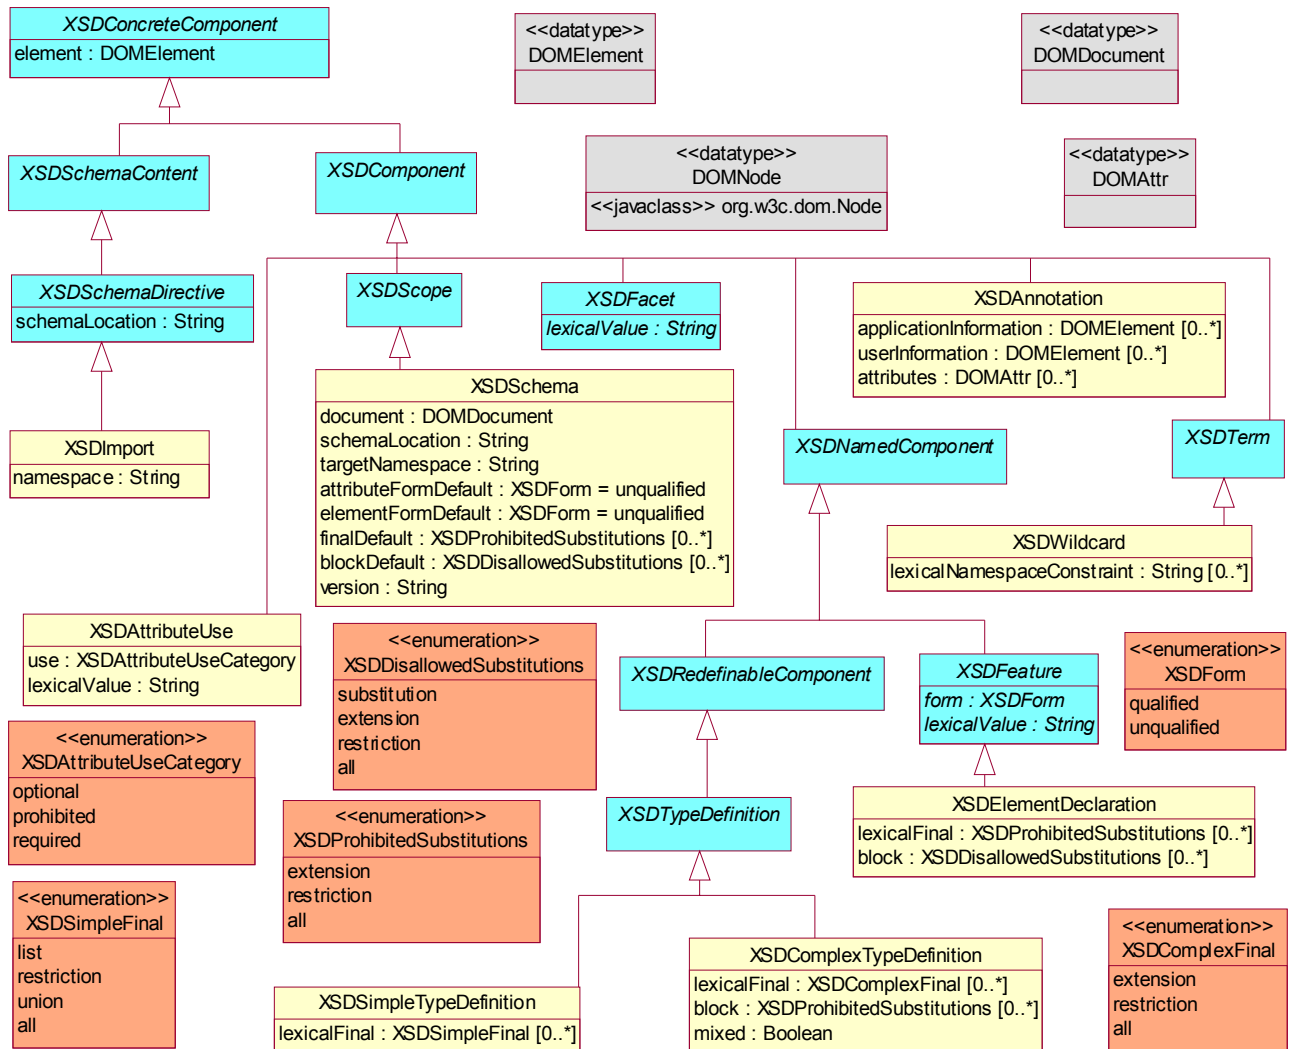 XSDConcreteComponent
element : DOMElement
<<datatype>>
DOMElement
<<datatype>>
DOMDocument
XSDSchemaContent
XSDComponent
<<datatype>>
DOMNode
<<javaclass>> org.w3c.dom.Node
<<datatype>>
DOMAttr
XSDSchemaDirective
schemaLocation : String
XSDScope
XSDFacet
lexicalValue : String
XSDAnnotation
applicationInformation : DOMElement [0..*]
userInformation : DOMElement [0..*]
attributes : DOMAttr [0..*]
XSDImport
namespace : String
XSDSchema
document : DOMDocument
schemaLocation : String
targetNamespace : String
attributeFormDefault : XSDForm = unqualified
elementFormDefault : XSDForm = unqualified
finalDefault : XSDProhibitedSubstitutions [0..*]
blockDefault : XSDDisallowedSubstitutions [0..*]
version : String
XSDNamedComponent
XSDTerm
XSDWildcard
lexicalNamespaceConstraint : String [0..*]
XSDAttributeUse
use : XSDAttributeUseCategory
lexicalValue : String
<<enumeration>>
XSDDisallowedSubstitutions
substitution
extension
restriction
all
XSDRedefinableComponent
XSDFeature
form : XSDForm
lexicalValue : String
<<enumeration>>
XSDForm
qualified
unqualified
<<enumeration>>
XSDAttributeUseCategory
optional
prohibited
required
<<enumeration>>
XSDProhibitedSubstitutions
extension
restriction
all
XSDTypeDefinition
XSDElementDeclaration
lexicalFinal : XSDProhibitedSubstitutions [0..*]
block : XSDDisallowedSubstitutions [0..*]
<<enumeration>>
XSDSimpleFinal
list
restriction
union
all
XSDSimpleTypeDefinition
lexicalFinal : XSDSimpleFinal [0..*]
XSDComplexTypeDefinition
lexicalFinal : XSDComplexFinal [0..*]
block : XSDProhibitedSubstitutions [0..*]
mixed : Boolean
<<enumeration>>
XSDComplexFinal
extension
restriction
all